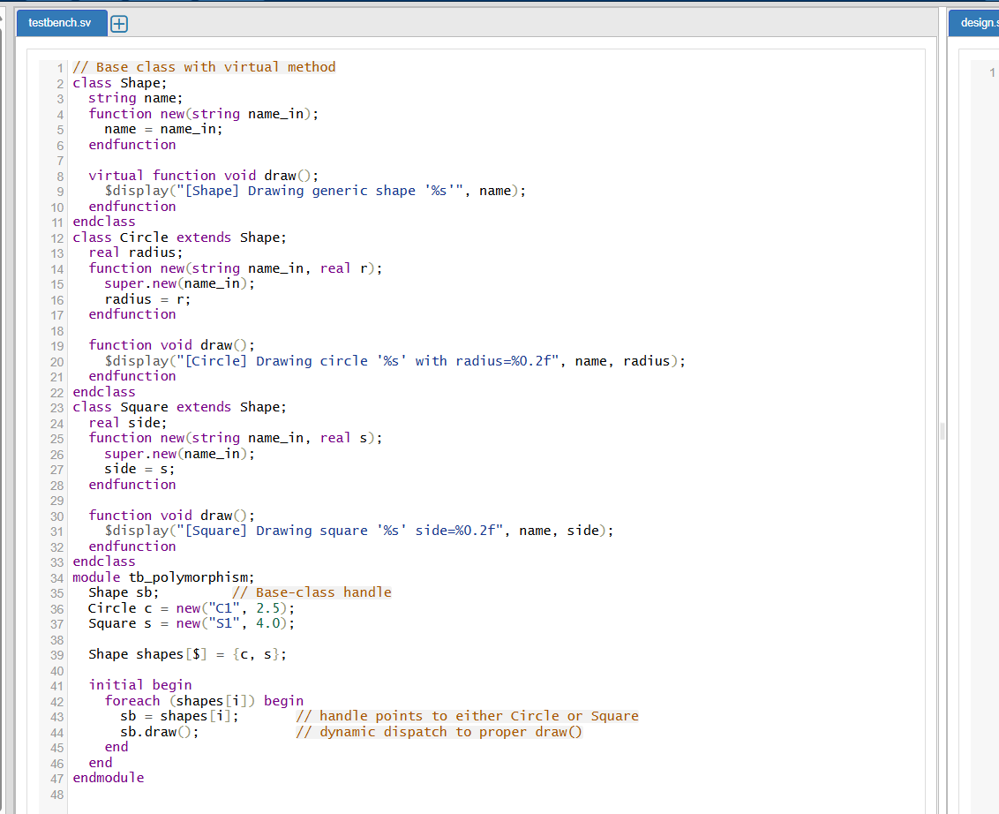 testbench.sv
design.s
1 // Base class with virtual method
2 class Shape;
3   string name;
4   function new(string name_in);
5     name = name_in;
6   endfunction
7
8   virtual function void draw();
9     $display("[Shape] Drawing generic shape '%s'", name);
10   endfunction
11 endclass
12 class Circle extends Shape;
13   real radius;
14   function new(string name_in, real r);
15     super.new(name_in);
16     radius = r;
17   endfunction
18
19   function void draw();
20     $display("[Circle] Drawing circle '%s' with radius=%0.2f", name, radius);
21   endfunction
22 endclass
23 class Square extends Shape;
24   real side;
25   function new(string name_in, real s);
26     super.new(name_in);
27     side = s;
28   endfunction
29
30   function void draw();
31     $display("[Square] Drawing square '%s' side=%0.2f", name, side);
32   endfunction
33 endclass
34 module tb_polymorphism;
35   Shape sb;         // Base-class handle
36   Circle c = new("C1", 2.5);
37   Square s = new("S1", 4.0);
38
39   Shape shapes[$] = {c, s};
40
41   initial begin
42     foreach (shapes[i]) begin
43       sb = shapes[i];       // handle points to either Circle or Square
44       sb.draw();            // dynamic dispatch to proper draw()
45     end
46   end
47 endmodule
48
1